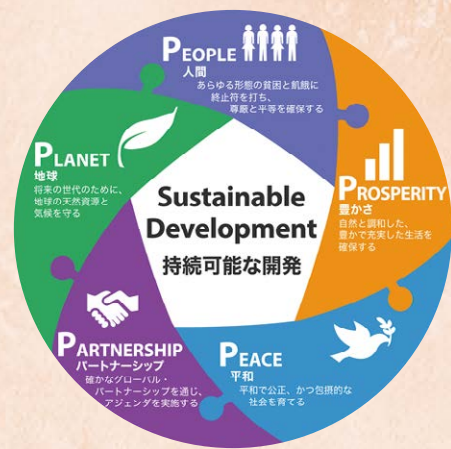 PEOPLE
人間
あらゆる形態の貧困と飢餓に
終止符を打ち、
尊厳と平等を確保する
PROSPERITY
豊かさ
自然と調和した、
豊かで充実した生活を
確保する
PEACE
平和
平和で公正、かつ包摂的な
社会を育てる
PARTNERSHIP
パートナーシップ
確かなグローバル・
パートナーシップを通じ、
アジェンダを実施する
PLANET
地球
将来の世代のために、
地球の天然資源と
気候を守る
Sustainable
Development
持続可能な開発